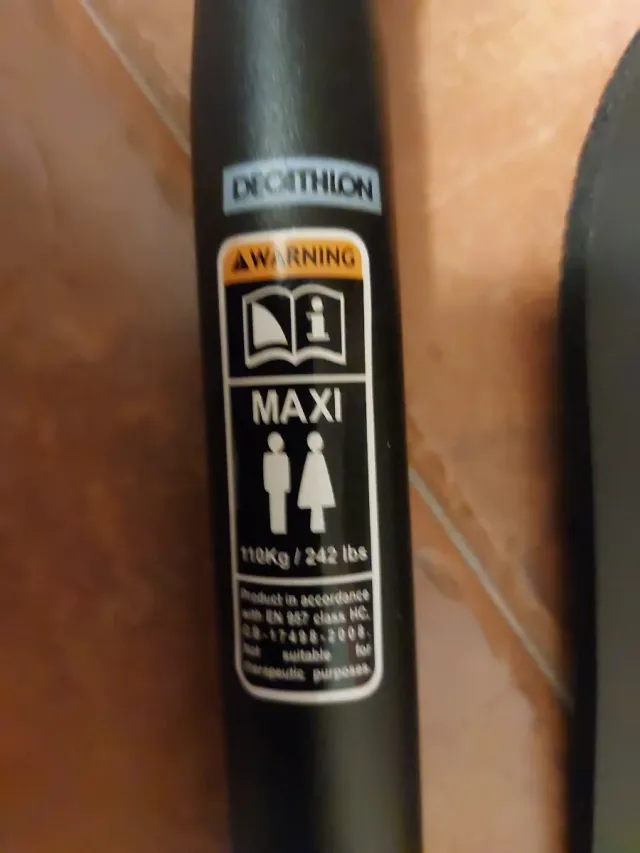 DECATHLON
WARNING
i
MAXI
110Kg / 242 lbs
Product in accordance
with EN 957 class HC,
GB-17498-2008.
Not suitable for
therapeutic purposes.